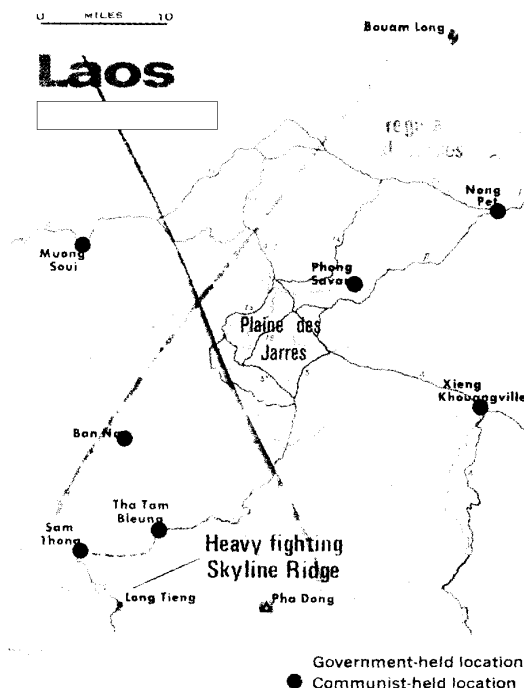 0 MILES 10
Laos
Bouam Long
Nong
Pet
Muong
Soui
Phong
Savan
Plaine des
Jarres
Xieng
Khouangville
Ban Na
Tha Tam
Bleung
Sam
Thong
Heavy fighting
Skyline Ridge
Long Tieng
Pha Dong
Government-held location
Communist-held location